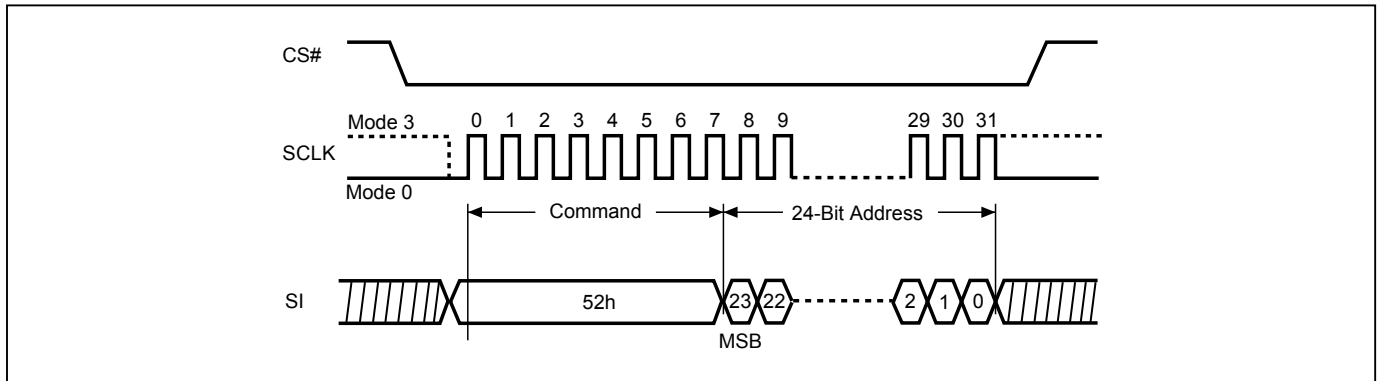 CS#
Mode 3
0 1 2 3 4 5 6 7 8 9 29 30 31
SCLK
Mode 0
Command 24-Bit Address
SI 52h 23 22 2 1 0
MSB